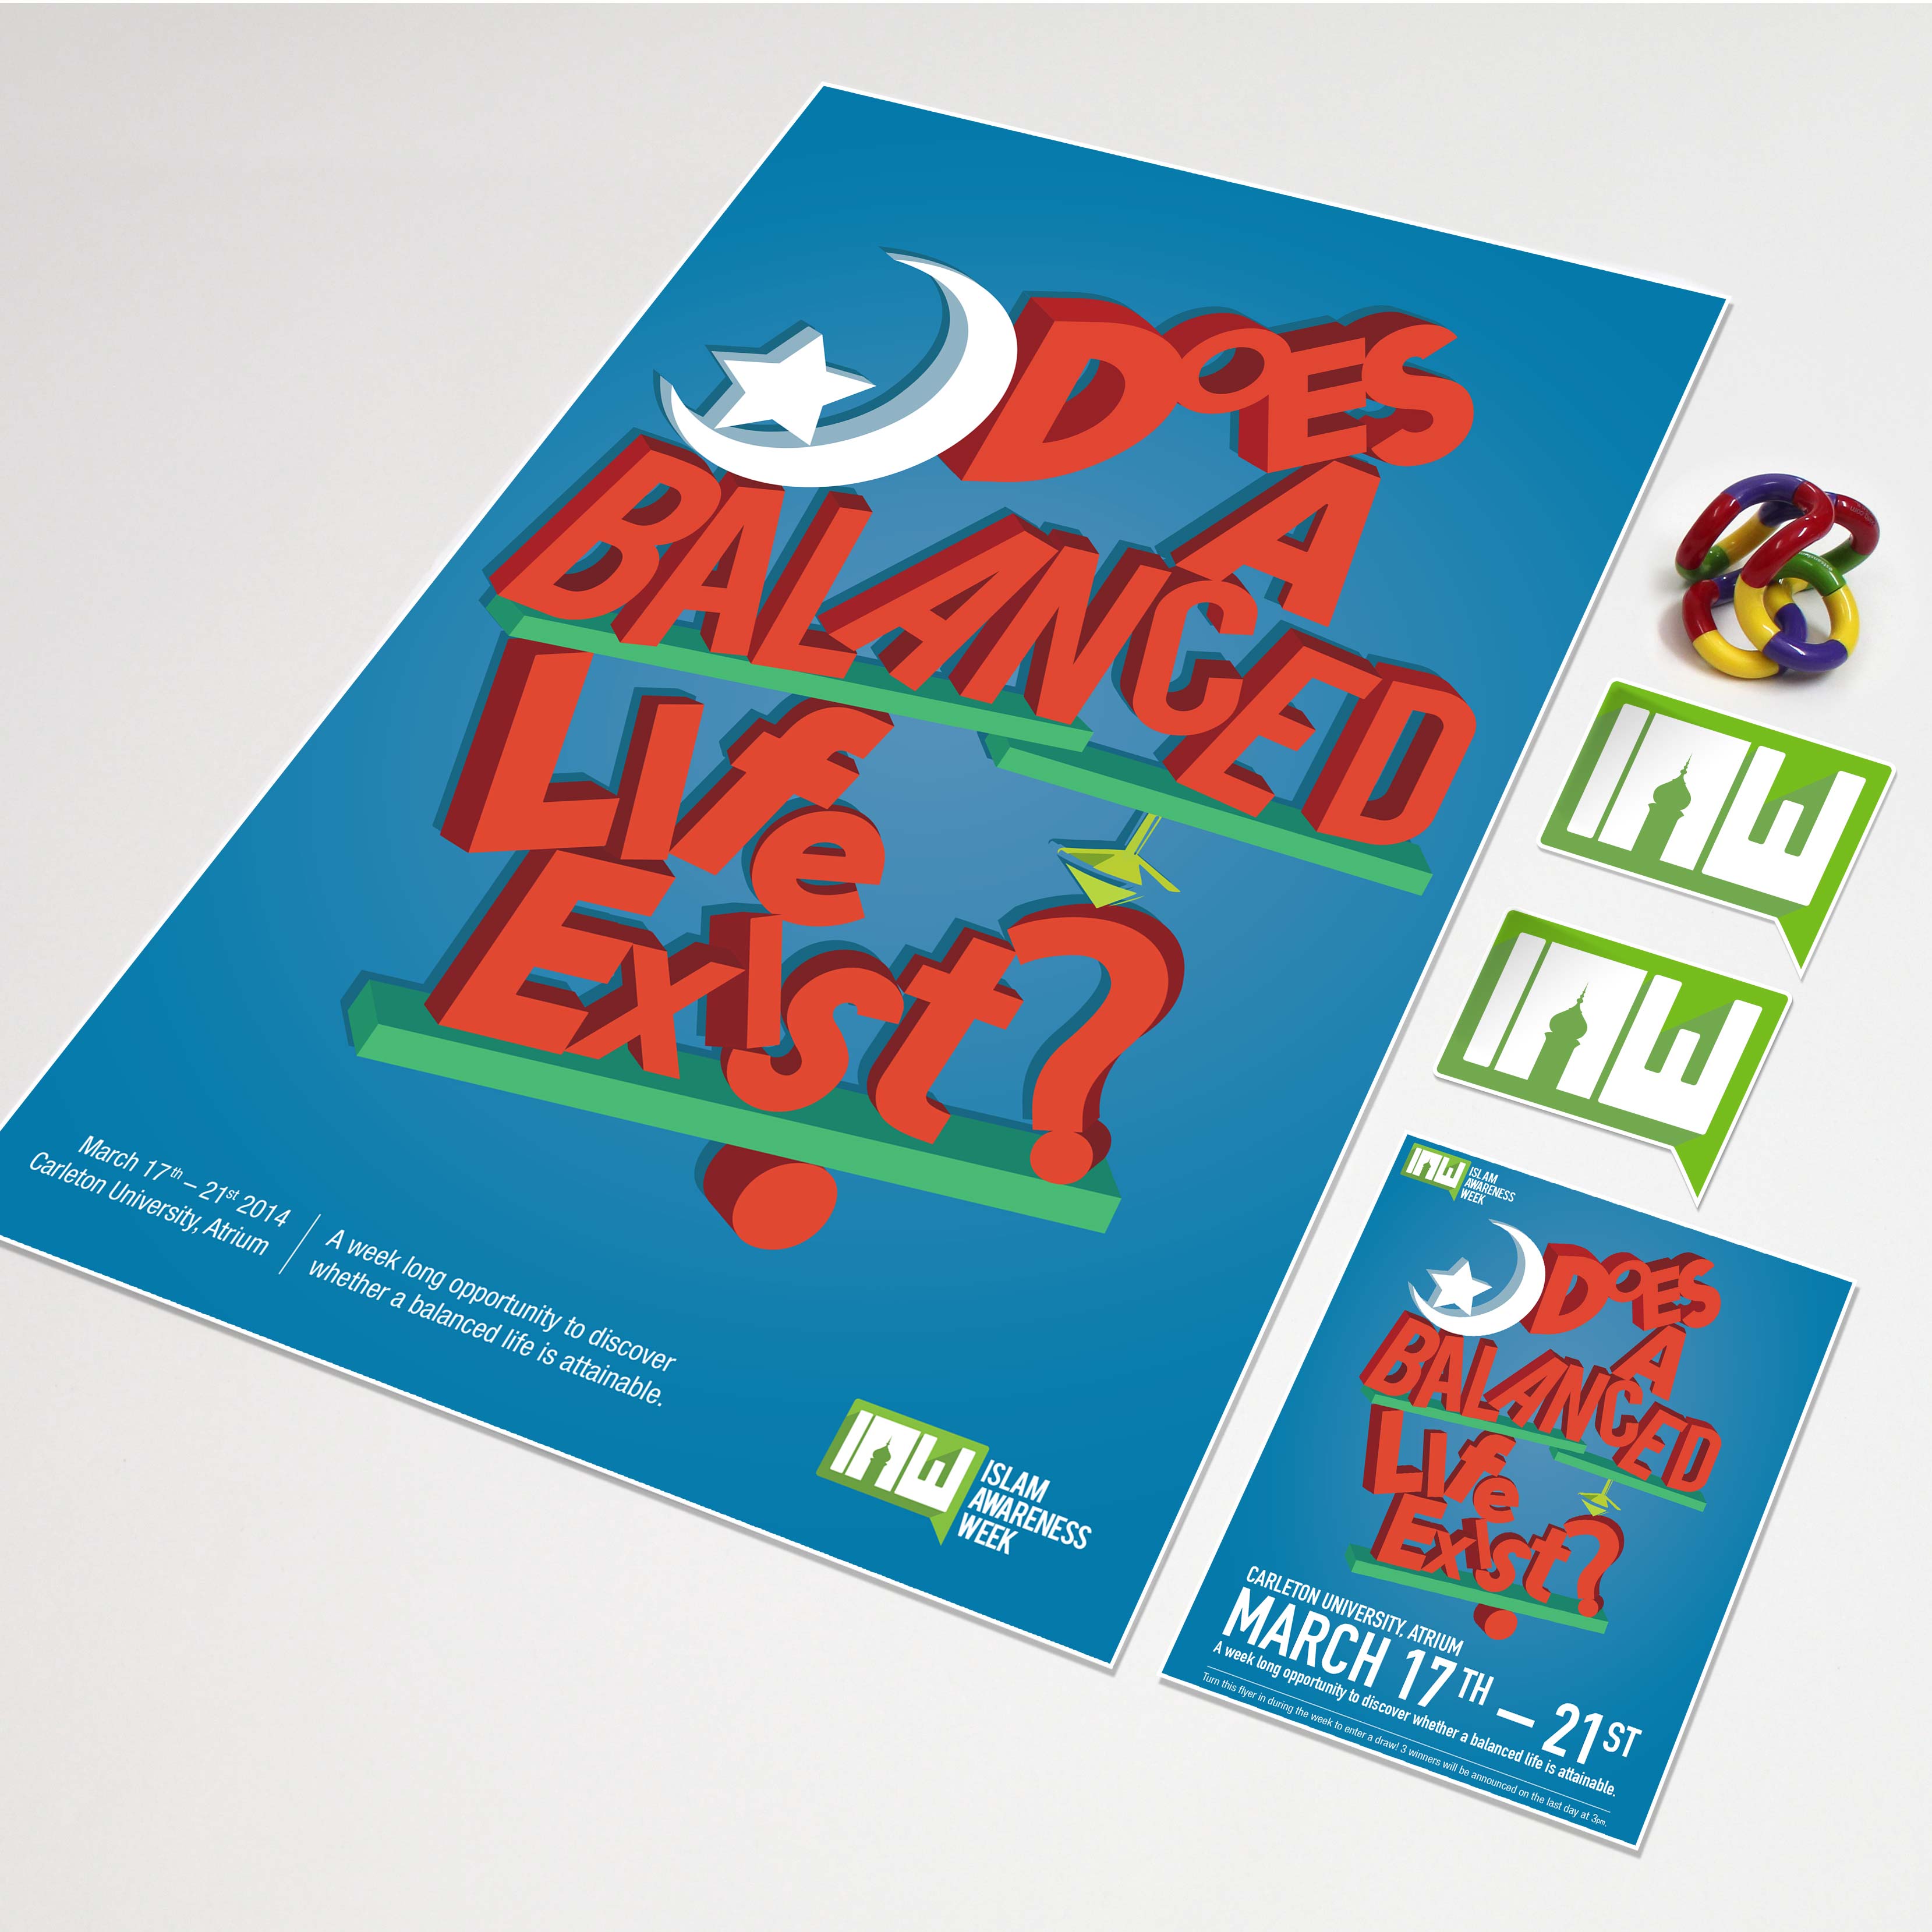 DOES
A
BALANCED
LIfe
ExIst?
March 17th – 21st 2014
Carleton University, Atrium
A week long opportunity to discover
whether a balanced life is attainable.
IAW
ISLAM
AWARENESS
WEEK
IAW
IAW
IAW
ISLAM
AWARENESS
WEEK
DOES
A
BALANCED
LIfe
ExIst?
CARLETON UNIVERSITY, ATRIUM
MARCH 17TH – 21ST
A week long opportunity to discover whether a balanced life is attainable.
Turn this flyer in during the week to enter a draw! 3 winners will be announced on the last day at 3pm.